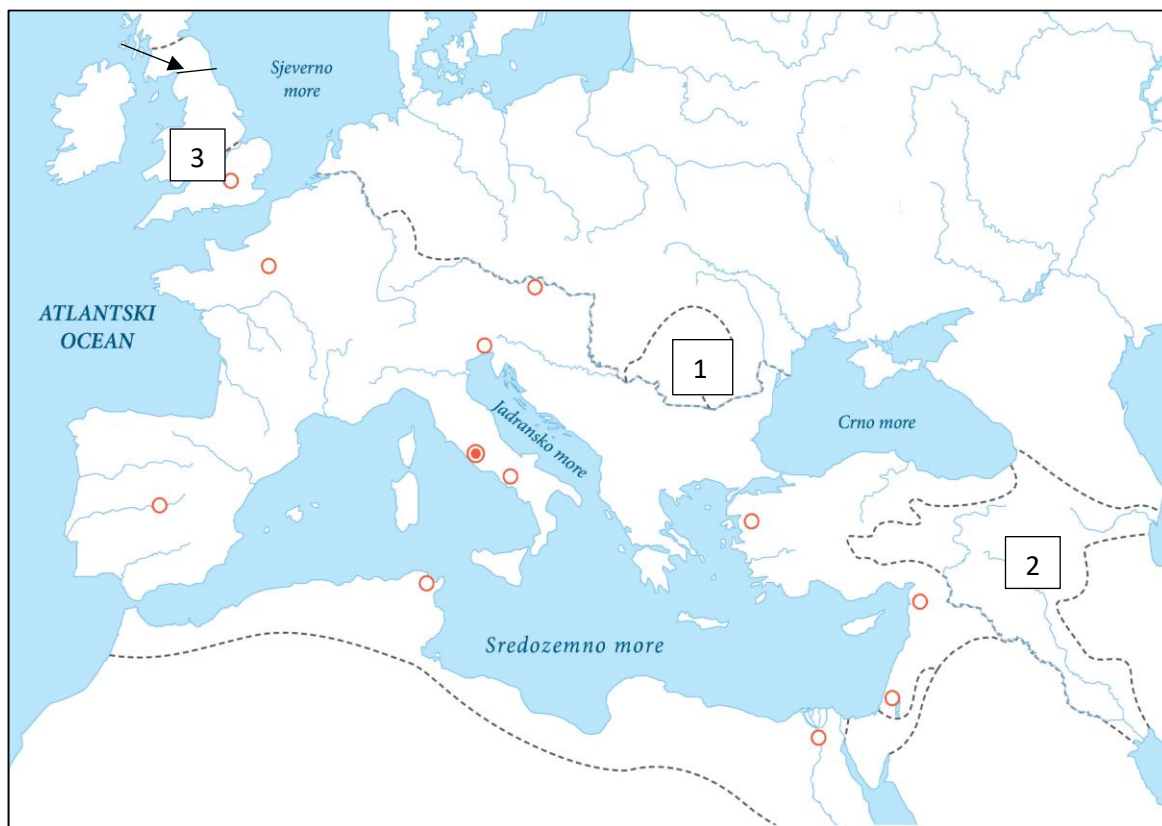 Sjeverno
more
3
ATLANTSKI
OCEAN
1
Jadransko more
Crno more
2
Sredozemno more